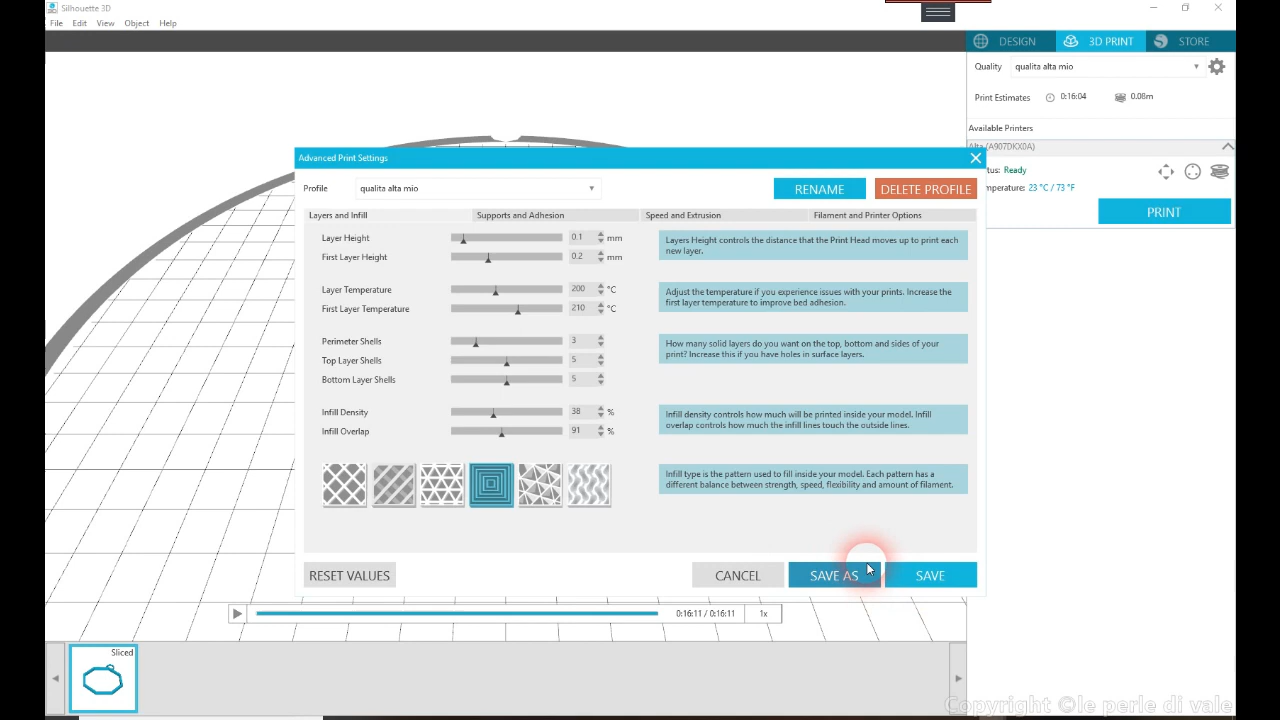 Silhouette 3D
File Edit View Object Help
DESIGN 3D PRINT STORE
Quality qualita alta mio
Print Estimates 0:16:04 0.08m
Available Printers
Alta (A907DKX0A)
tus: Ready
mperature: 23 °C / 73 °F
PRINT
Advanced Print Settings
Profile qualita alta mio RENAME DELETE PROFILE
Layers and Infill Supports and Adhesion Speed and Extrusion Filament and Printer Options
Layer Height 0.1 mm
First Layer Height 0.2 mm
Layers Height controls the distance that the Print Head moves up to print each
new layer.
Layer Temperature 200 °C
First Layer Temperature 210 °C
Adjust the temperature if you experience issues with your prints. Increase the
first layer temperature to improve bed adhesion.
Perimeter Shells 3
Top Layer Shells 5
Bottom Layer Shells 5
How many solid layers do you want on the top, bottom and sides of your
print? Increase this if you have holes in surface layers.
Infill Density 38 %
Infill Overlap 91 %
Infill density controls how much will be printed inside your model. Infill
overlap controls how much the infill lines touch the outside lines.
Infill type is the pattern used to fill inside your model. Each pattern has a
different balance between strength, speed, flexibility and amount of filament.
RESET VALUES CANCEL SAVE AS SAVE
0:16:11 / 0:16:11 1x
Sliced
Copyright ©le perle di vale